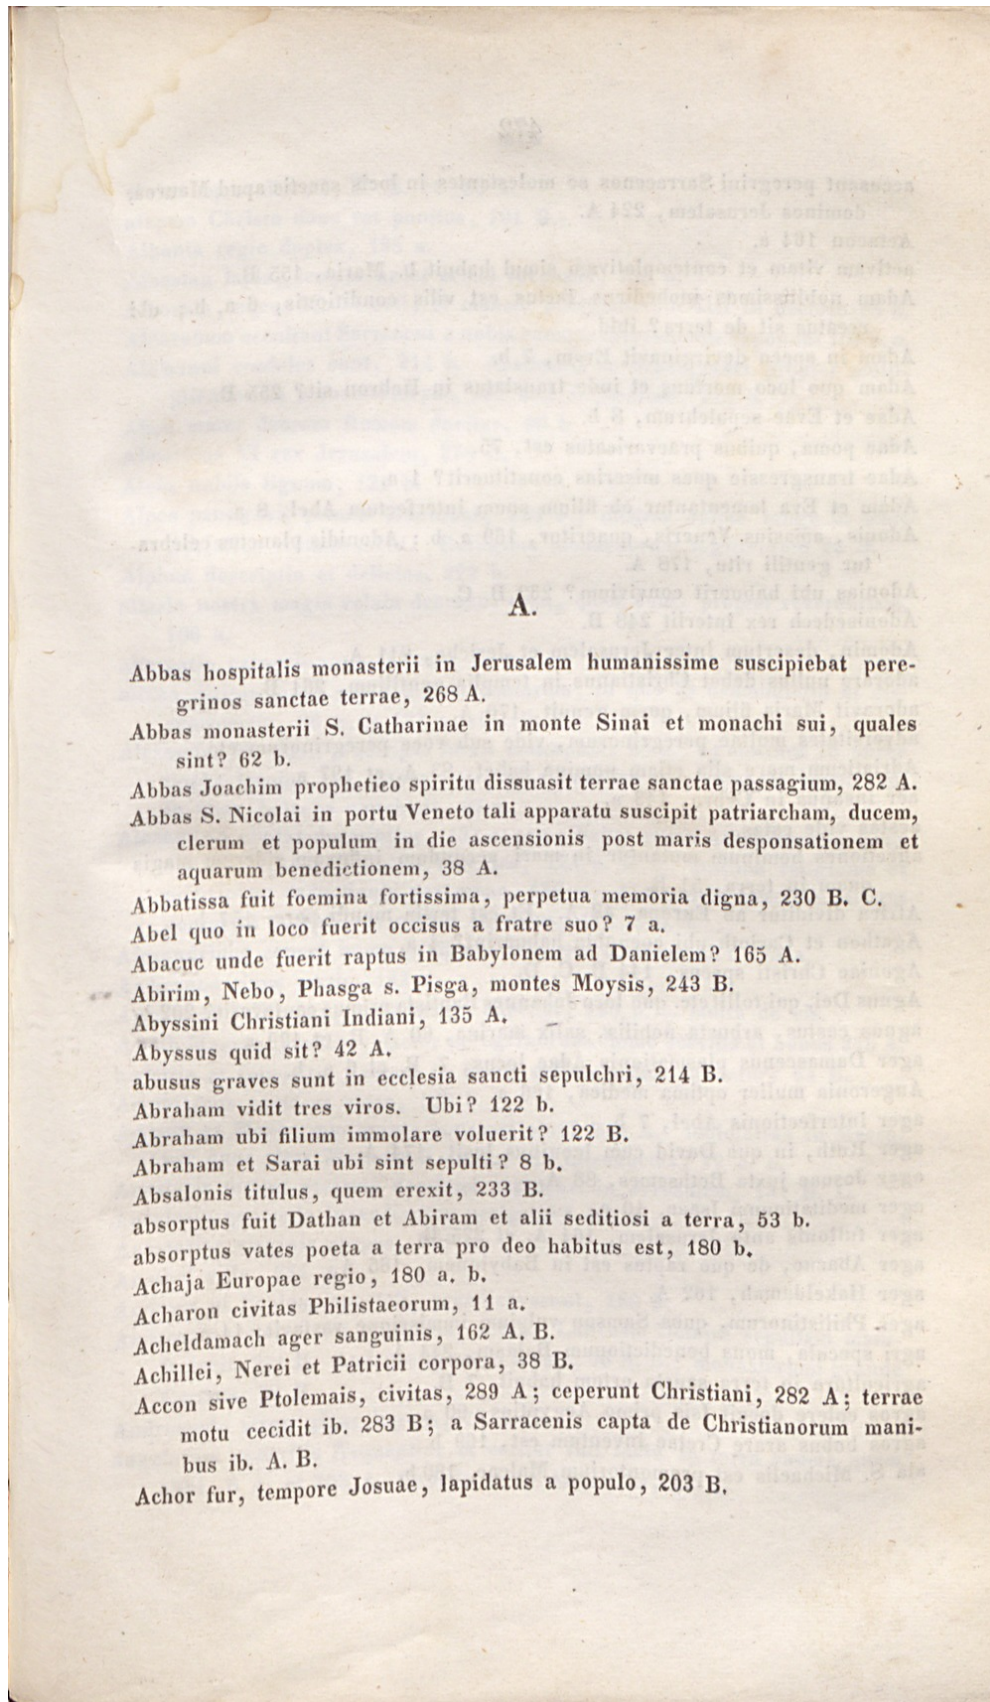 A.
Abbas hospitalis monasterii in Jerusalem humanissime suscipiebat pere-
grinos sanctae terrae, 268 A.
Abbas monasterii S. Catharinae in monte Sinai et monachi sui, quales
sint? 62 b.
Abbas Joachim prophetico spiritu dissuasit terrae sanctae passagium, 282 A.
Abbas S. Nicolai in portu Veneto tali apparatu suscipit patriarcham, ducem,
clerum et populum in die ascensionis post maris desponsationem et
aquarum benedictionem, 38 A.
Abbatissa fuit foemina fortissima, perpetua memoria digna, 230 B. C.
Abel quo in loco fuerit occisus a fratre suo? 7 a.
Abacuc unde fuerit raptus in Babylonem ad Danielem? 165 A.
Abirim, Nebo, Phasga s. Pisga, montes Moysis, 243 B.
Abyssini Christiani Indiani, 135 A.
Abyssus quid sit? 42 A.
abusus graves sunt in ecclesia sancti sepulchri, 214 B.
Abraham vidit tres viros. Ubi? 122 b.
Abraham ubi filium immolare voluerit? 122 B.
Abraham et Sarai ubi sint sepulti? 8 b.
Absalonis titulus, quem erexit, 233 B.
absorptus fuit Dathan et Abiram et alii seditiosi a terra, 53 b.
absorptus vates poeta a terra pro deo habitus est, 180 b.
Achaja Europae regio, 180 a. b.
Acharon civitas Philistaeorum, 11 a.
Acheldamach ager sanguinis, 162 A. B.
Achillei, Nerei et Patricii corpora, 38 B.
Accon sive Ptolemais, civitas, 289 A; ceperunt Christiani, 282 A; terrae
motu cecidit ib. 283 B; a Sarracenis capta de Christianorum mani-
bus ib. A. B.
Achor fur, tempore Josuae, lapidatus a populo, 203 B.